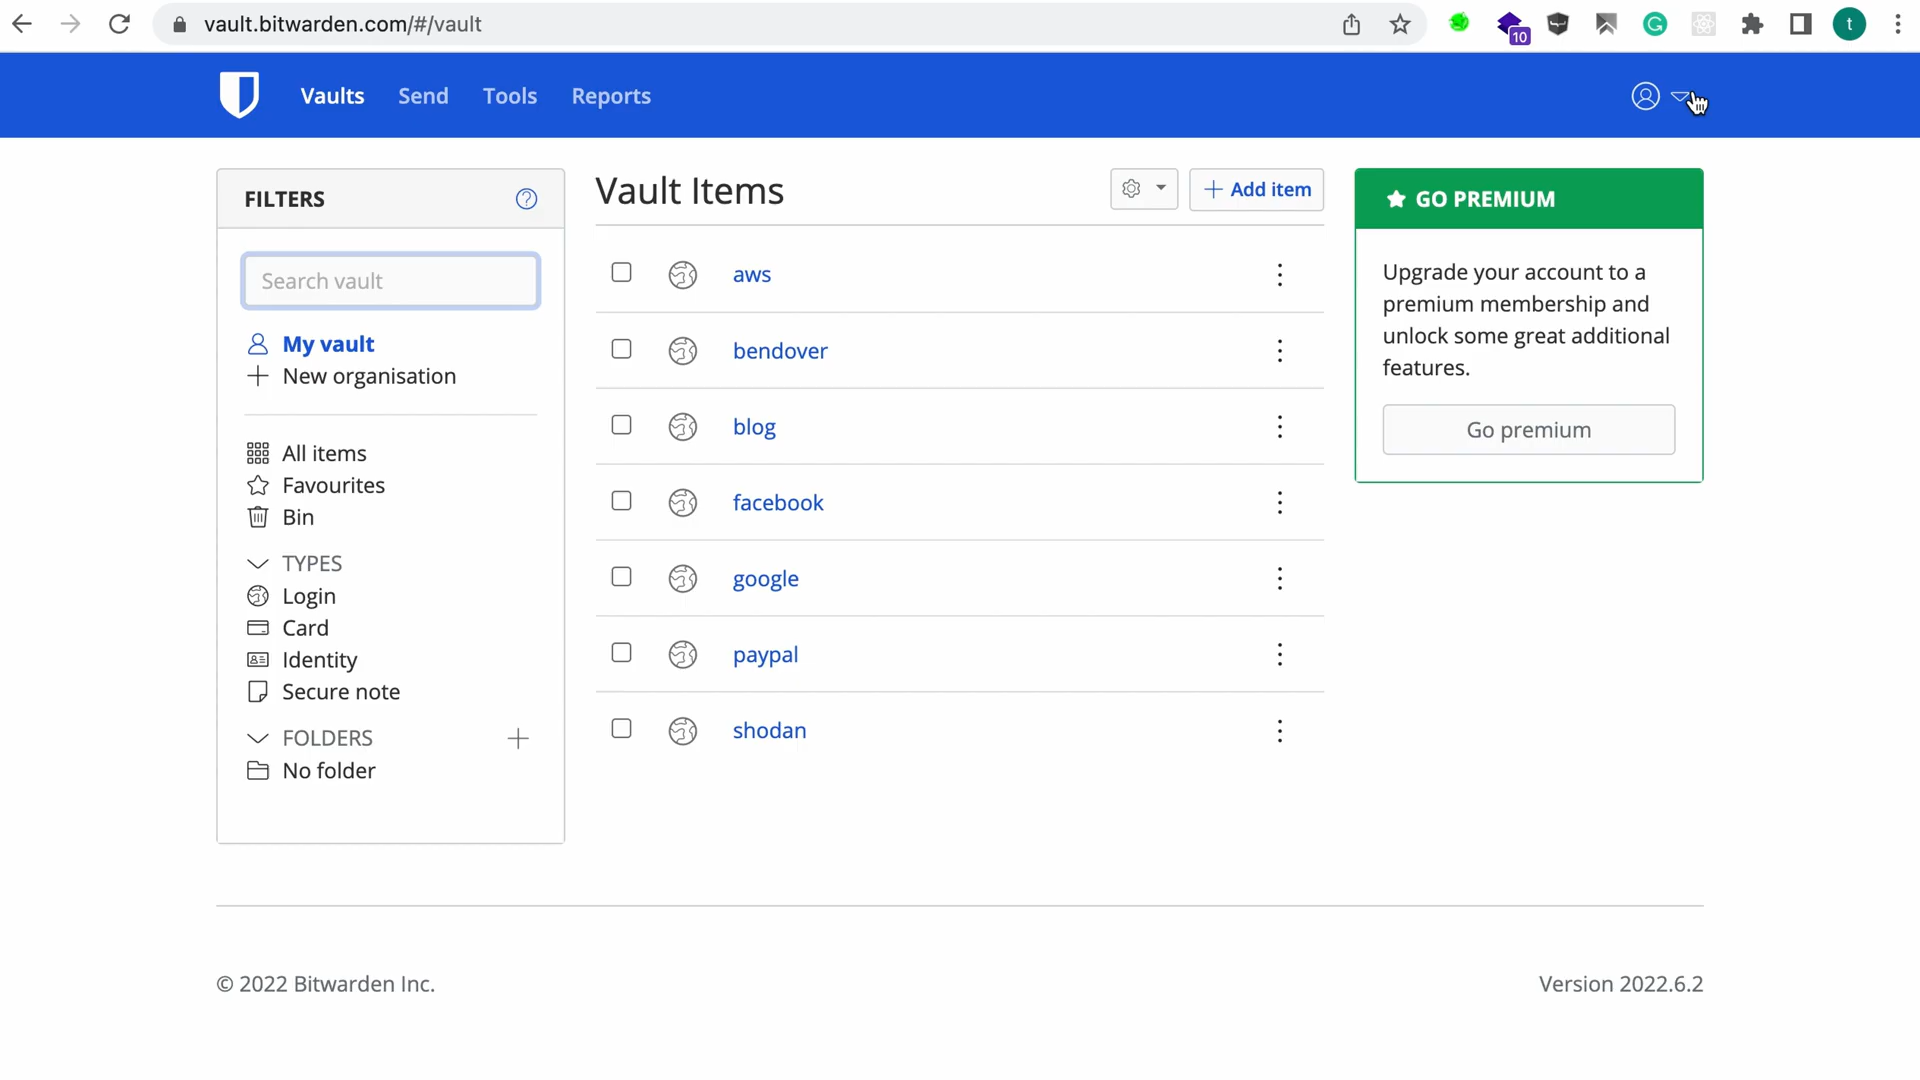 vault.bitwarden.com/#/vault
10
t
Vaults
Send
Tools
Reports
FILTERS
Search vault
My vault
New organisation
All items
Favourites
Bin
TYPES
Login
Card
Identity
Secure note
FOLDERS
No folder
Vault Items
Add item
aws
bendover
blog
facebook
google
paypal
shodan
GO PREMIUM
Upgrade your account to a
premium membership and
unlock some great additional
features.
Go premium
© 2022 Bitwarden Inc.
Version 2022.6.2